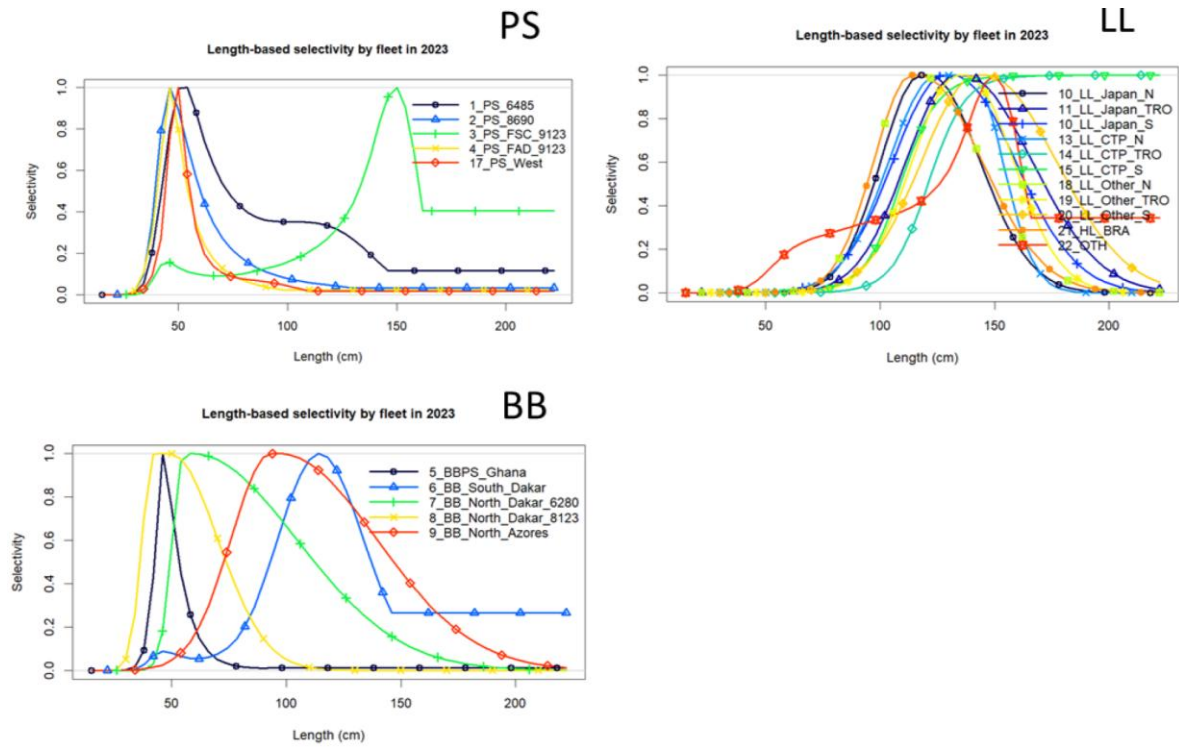 PS
Length-based selectivity by fleet in 2023
1_PS_6485
2_PS_8690
3_PS_FSC_9123
4_PS_FAD_9123
17_PS_West
Selectivity
0.0
0.2
0.4
0.6
0.8
1.0
50
100
150
200
Length (cm)
LL
Length-based selectivity by fleet in 2023
10_LL_Japan_N
11_LL_Japan_TRO
10_LL_Japan_S
13_LL_CTP_N
14_LL_CTP_TRO
15_LL_CTP_S
18_LL_Other_N
19_LL_Other_TRO
20_LL_Other_S
21_HL_BRA
22_OTH
Selectivity
0.0
0.2
0.4
0.6
0.8
1.0
50
100
150
200
Length (cm)
BB
Length-based selectivity by fleet in 2023
5_BBPS_Ghana
6_BB_South_Dakar
7_BB_North_Dakar_6280
8_BB_North_Dakar_8123
9_BB_North_Azores
Selectivity
0.0
0.2
0.4
0.6
0.8
1.0
50
100
150
200
Length (cm)